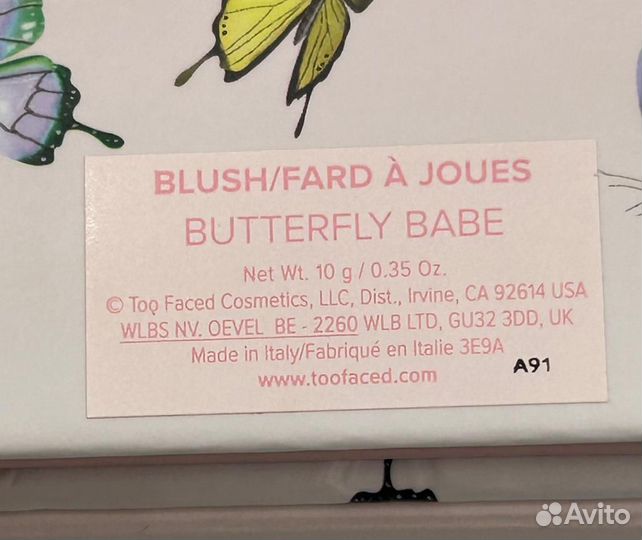 BLUSH/FARD À JOUES
BUTTERFLY BABE
Net Wt. 10 g / 0.35 Oz.
© Too Faced Cosmetics, LLC, Dist., Irvine, CA 92614 USA
WLBS NV. OEVEL BE - 2260 WLB LTD, GU32 3DD, UK
Made in Italy/Fabriqué en Italie 3E9A
A91
www.toofaced.com
Avito